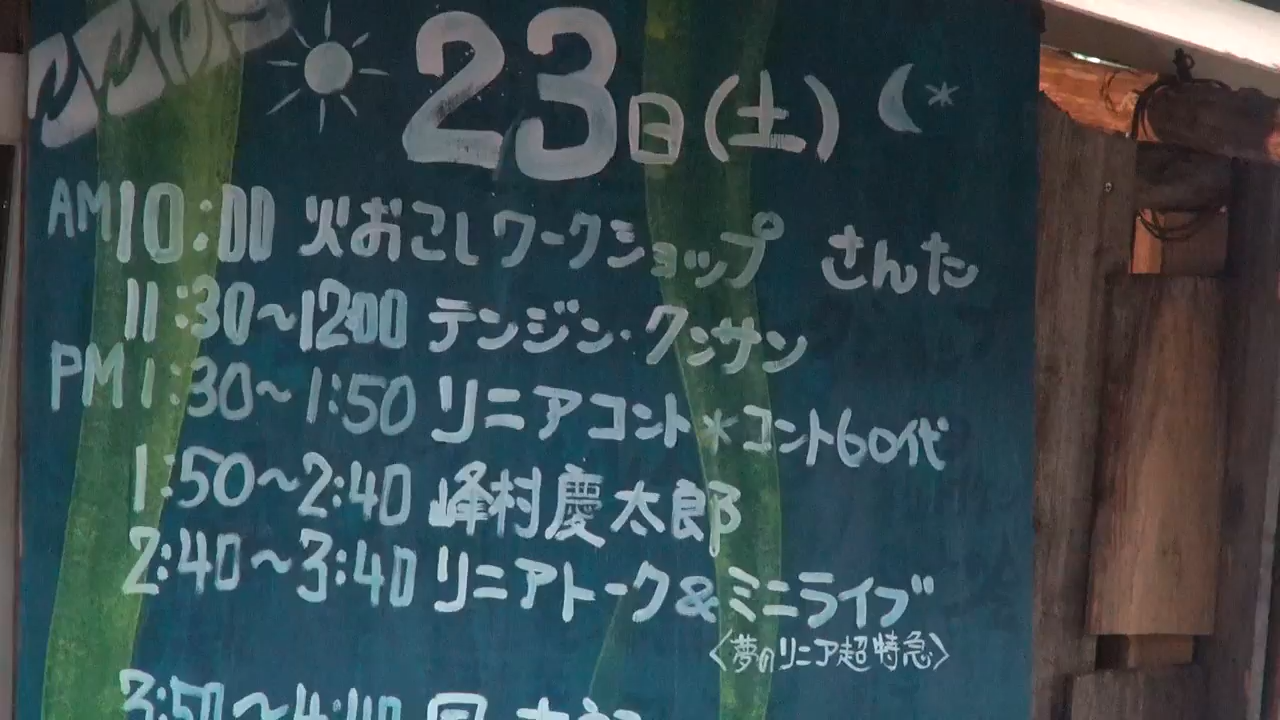 23日(土)
AM10:00 火おこしワークショップ さんた
11:30~1200 テンジン・クンサン
PM1:30~1:50 リニアコント*コント60代
1:50~2:40 峰村慶太郎
2:40~3:40 リニアトーク&ミニライブ
〈夢のリニア超特急〉
3:50~4:40